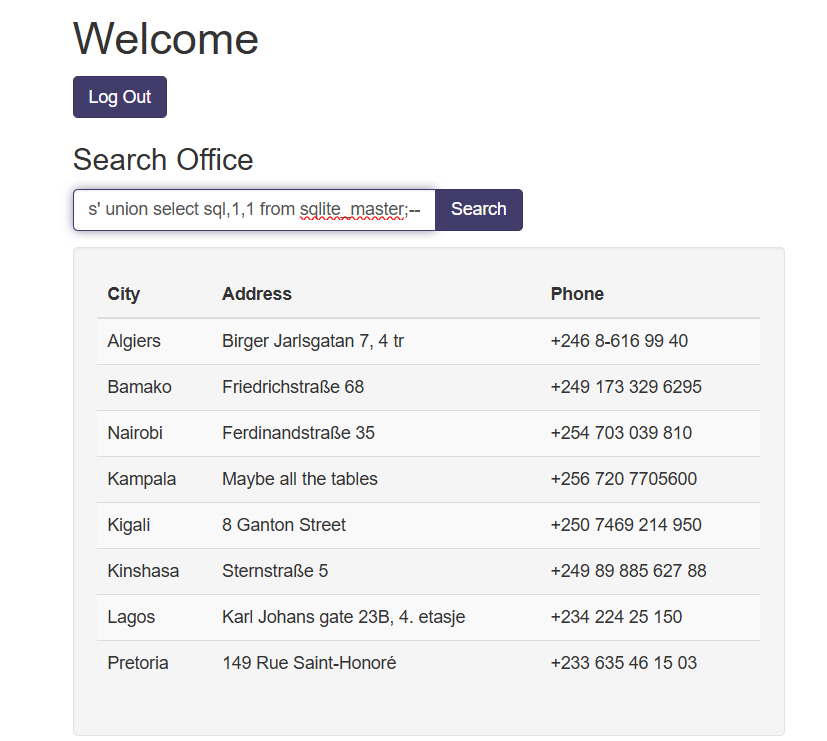 Welcome
Log Out
Search Office
s' union select sql,1,1 from sqlite_master;--
Search
City Address Phone
Algiers Birger Jarlsgatan 7, 4 tr +246 8-616 99 40
Bamako Friedrichstraße 68 +249 173 329 6295
Nairobi Ferdinandstraße 35 +254 703 039 810
Kampala Maybe all the tables +256 720 7705600
Kigali 8 Ganton Street +250 7469 214 950
Kinshasa Sternstraße 5 +249 89 885 627 88
Lagos Karl Johans gate 23B, 4. etasje +234 224 25 150
Pretoria 149 Rue Saint-Honoré +233 635 46 15 03